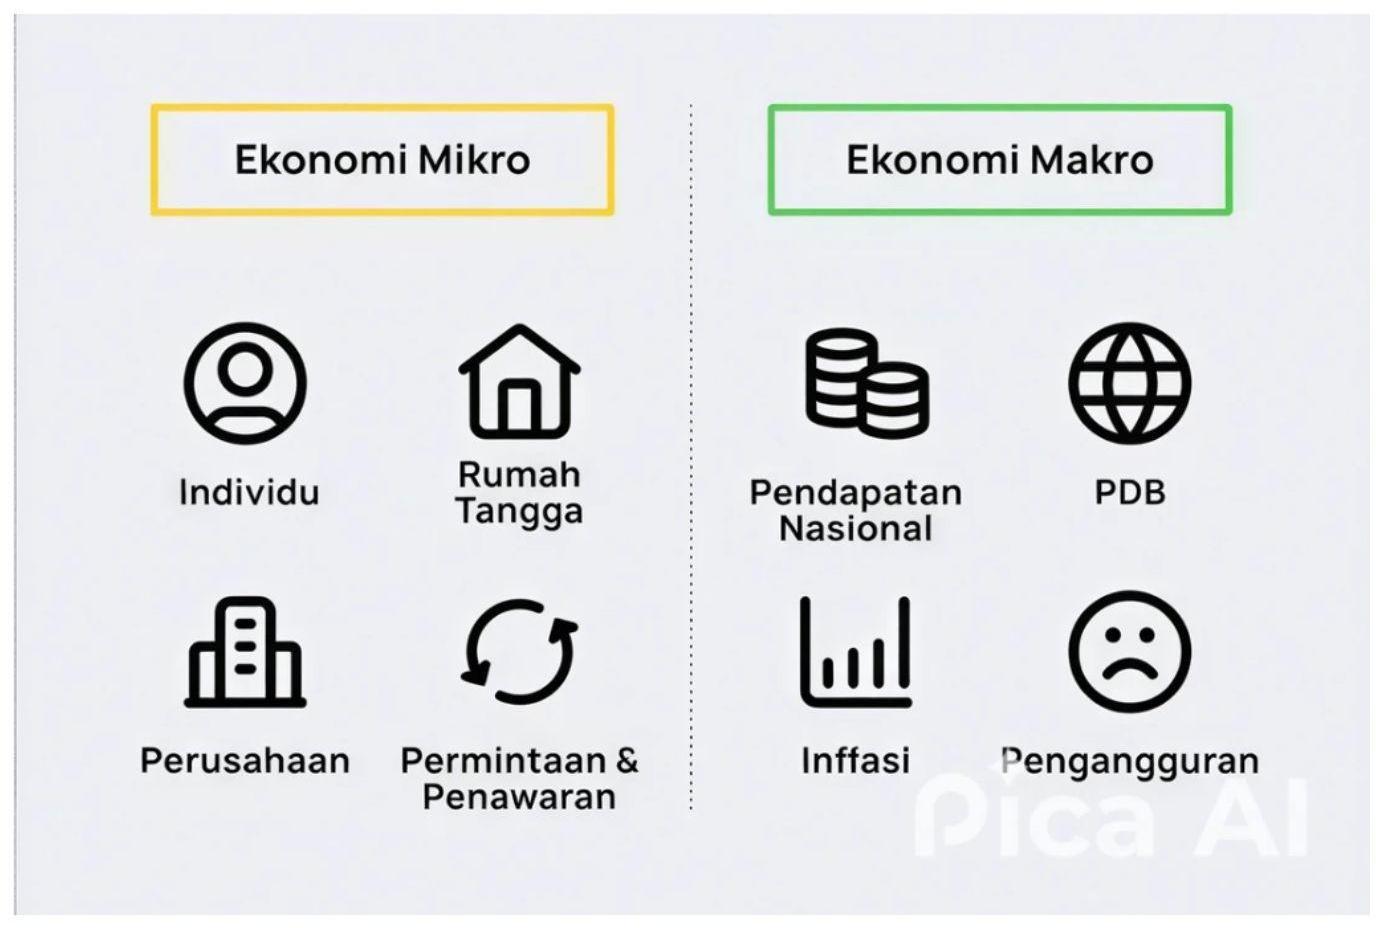 Ekonomi Mikro
Individu
Rumah
Tangga
Perusahaan
Permintaan &
Penawaran
Ekonomi Makro
Pendapatan
Nasional
PDB
Inffasi
Pengangguran
Pica AI